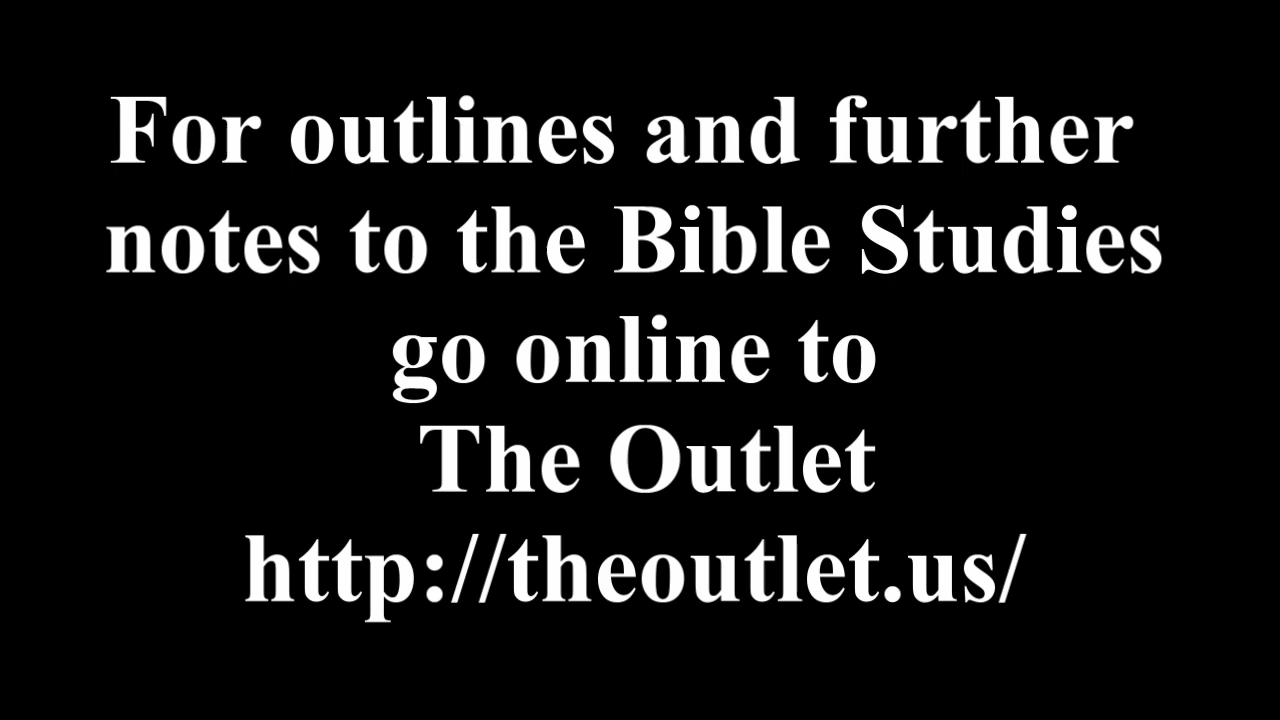 For outlines and further
notes to the Bible Studies
go online to
The Outlet
http://theoutlet.us/